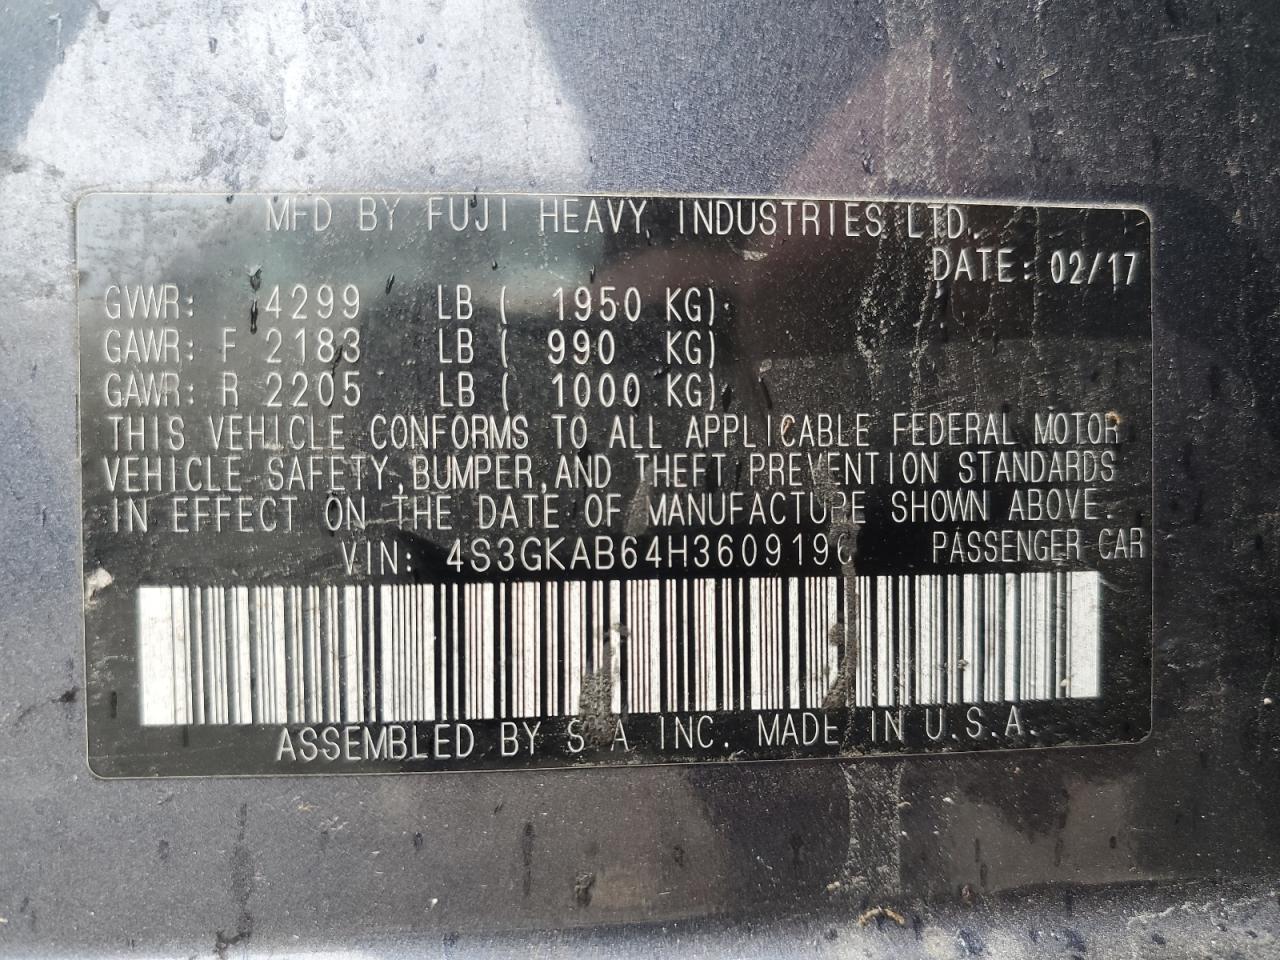 MFD BY FUJI HEAVY INDUSTRIES LTD.
DATE: 02/17
GVWR: 4299 LB ( 1950 KG)
GAWR: F 2183 LB ( 990 KG)
GAWR: R 2205 LB ( 1000 KG)
THIS VEHICLE CONFORMS TO ALL APPLICABLE FEDERAL MOTOR
VEHICLE SAFETY, BUMPER, AND THEFT PREVENTION STANDARDS
IN EFFECT ON THE DATE OF MANUFACTURE SHOWN ABOVE.
VIN: PASSENGER CAR
ASSEMBLED BY S A INC. MADE IN U.S.A.